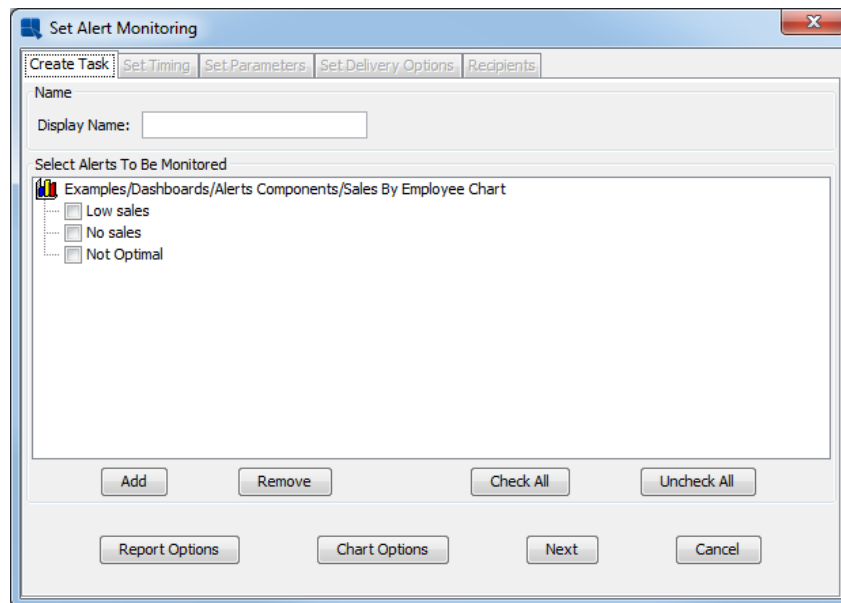 Set Alert Monitoring
Create Task Set Timing Set Parameters Set Delivery Options Recipients
Name
Display Name:
Select Alerts To Be Monitored
Examples/Dashboards/Alerts Components/Sales By Employee Chart
Low sales
No sales
Not Optimal
Add Remove Check All Uncheck All
Report Options Chart Options Next Cancel